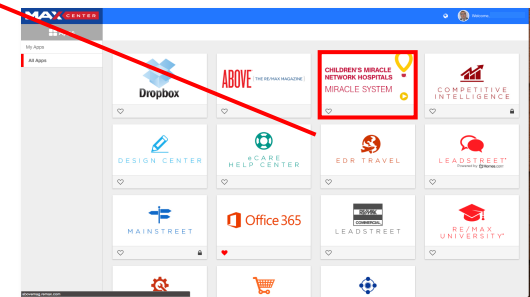 MAX CENTER
Welcome,
Apps
My Apps
All Apps
Dropbox
ABOVE THE RE/MAX MAGAZINE
CHILDREN'S MIRACLE
NETWORK HOSPITALS
MIRACLE SYSTEM
COMPETITIVE
INTELLIGENCE
DESIGN CENTER
eCARE
HELP CENTER
EDR TRAVEL
LEADSTREET®
Powered by
MAINSTREET
Office 365
RE/MAX
COMMERCIAL
LEADSTREET
RE/MAX
UNIVERSITY®
abovemag.remax.com